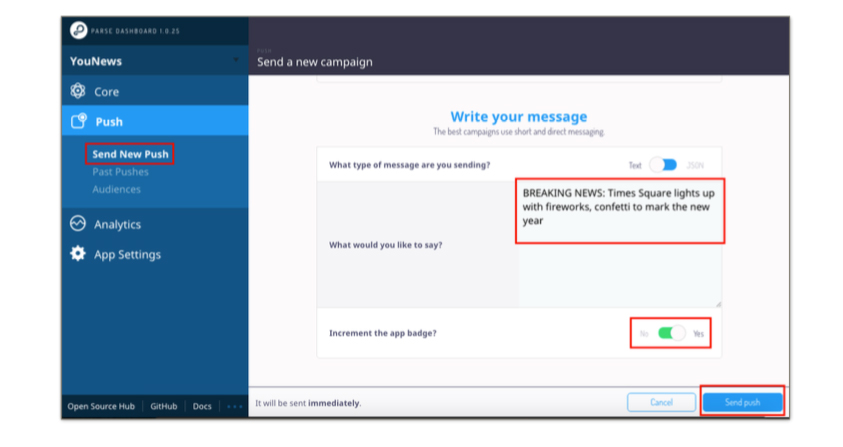 PARSE DASHBOARD 1.0.25
YouNews
Core
Push
Send New Push
Past Pushes
Audiences
Analytics
App Settings
Open Source Hub
GitHub
Docs
PUSH
Send a new campaign
Write your message
The best campaigns use short and direct messaging.
What type of message are you sending?
Text
JSON
What would you like to say?
BREAKING NEWS: Times Square lights up
with fireworks, confetti to mark the new
year
Increment the app badge?
No
Yes
It will be sent immediately.
Cancel
Send push